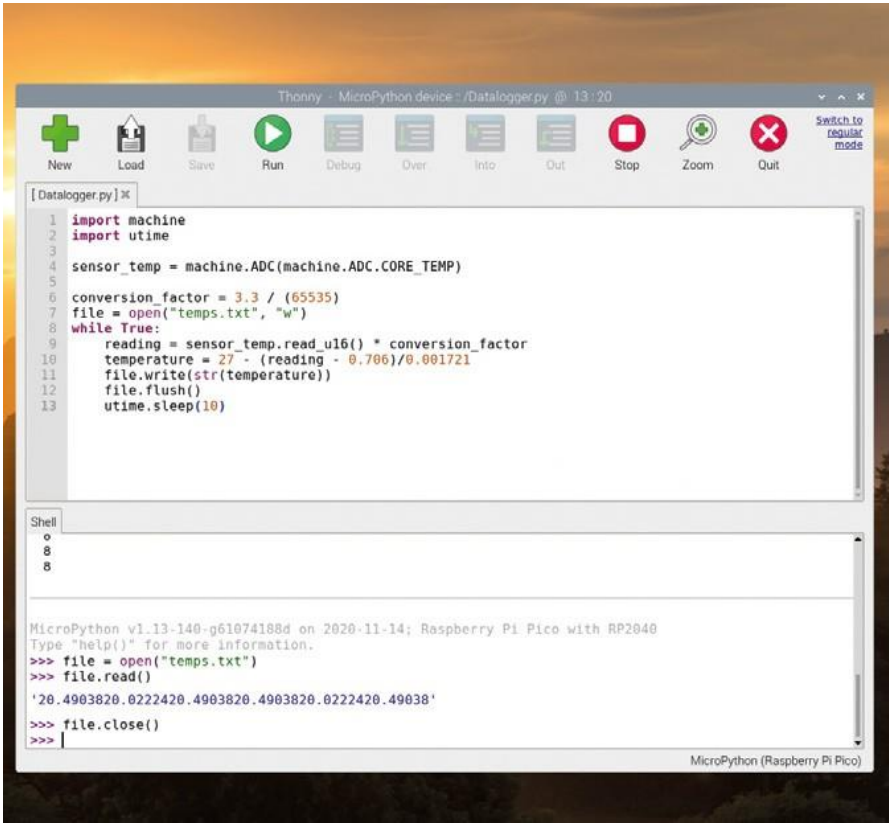 Thonny - MicroPython device :: /Datalogger.py @ 13 : 20
New Load Save Run Debug Over Into Out Stop Zoom Quit
Switch to
regular
mode
[ Datalogger.py ]
1 import machine
2 import utime
3
4 sensor_temp = machine.ADC(machine.ADC.CORE_TEMP)
5
6 conversion_factor = 3.3 / (65535)
7 file = open("temps.txt", "w")
8 while True:
9     reading = sensor_temp.read_u16() * conversion_factor
10     temperature = 27 - (reading - 0.706)/0.001721
11     file.write(str(temperature))
12     file.flush()
13     utime.sleep(10)
Shell
8
8
MicroPython v1.13-140-g61074188d on 2020-11-14; Raspberry Pi Pico with RP2040
Type "help()" for more information.
>>> file = open("temps.txt")
>>> file.read()
'20.4903820.0222420.4903820.4903820.0222420.49038'
>>> file.close()
>>>
MicroPython (Raspberry Pi Pico)